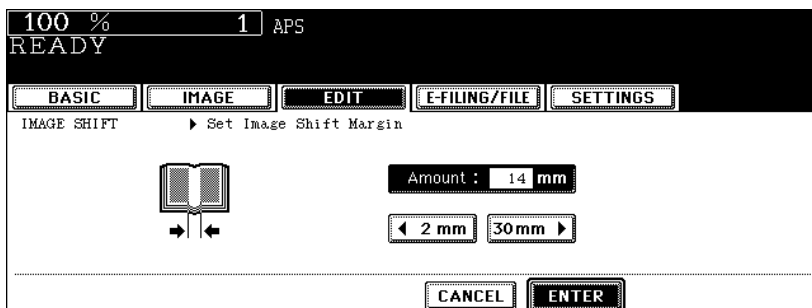 100 % 1 APS
READY
BASIC IMAGE EDIT E-FILING/FILE SETTINGS
IMAGE SHIFT ▶ Set Image Shift Margin
Amount : 14 mm
◀ 2 mm 30mm ▶
CANCEL ENTER